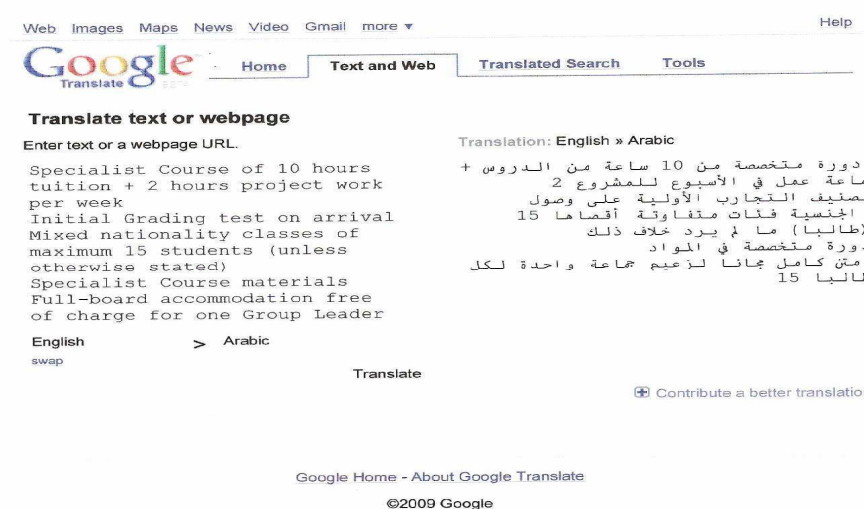 Web Images Maps News Video Gmail more ▼ Help
Google
Translate
Home Text and Web Translated Search Tools
Translate text or webpage
Enter text or a webpage URL.
Specialist Course of 10 hours
tuition + 2 hours project work
per week
Initial Grading test on arrival
Mixed nationality classes of
maximum 15 students (unless
otherwise stated)
Specialist Course materials
Full-board accommodation free
of charge for one Group Leader
English > Arabic
swap
Translate
Translation: English » Arabic
دورة متخصصة من 10 ساعة من الدروس +
ساعة عمل في الأسبوع للمشروع 2
تصنيف التجارب الأولية على وصول
الجنسية فئات متفاوتة أقصاها 15
(طالبا) ما لم يرد خلاف ذلك
دورة متخصصة في المواد
متن كامل مجانا لزعيم جماعة واحدة لكل
طالبا 15
Contribute a better translation
Google Home - About Google Translate
©2009 Google